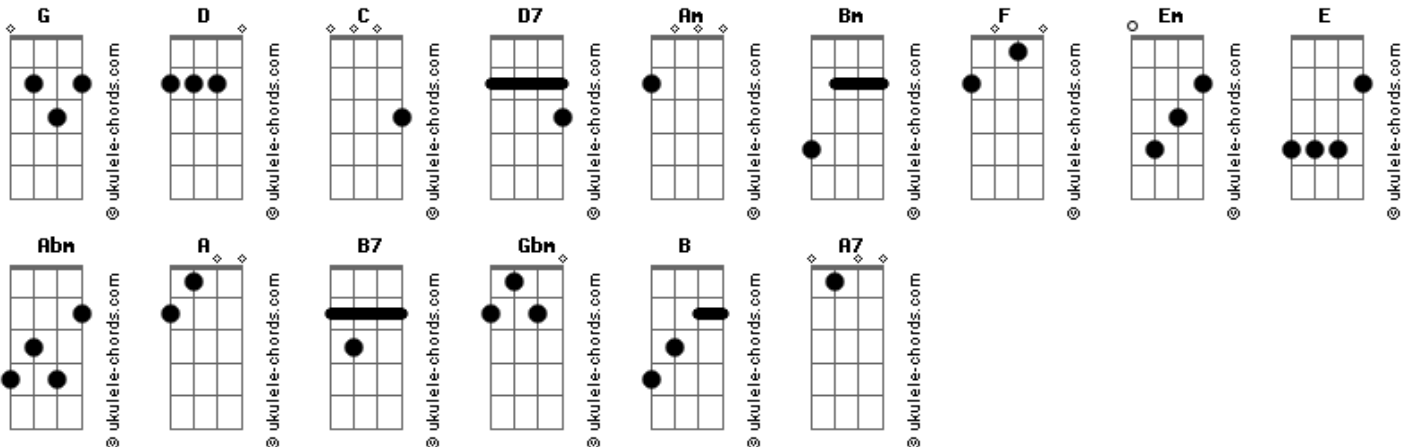 G D C D7 Am Bm F Em E
© ukulele-chords.com © ukulele-chords.com © ukulele-chords.com © ukulele-chords.com © ukulele-chords.com © ukulele-chords.com © ukulele-chords.com © ukulele-chords.com © ukulele-chords.com
Abm A B7 Gbm B A7
© ukulele-chords.com © ukulele-chords.com © ukulele-chords.com © ukulele-chords.com © ukulele-chords.com © ukulele-chords.com